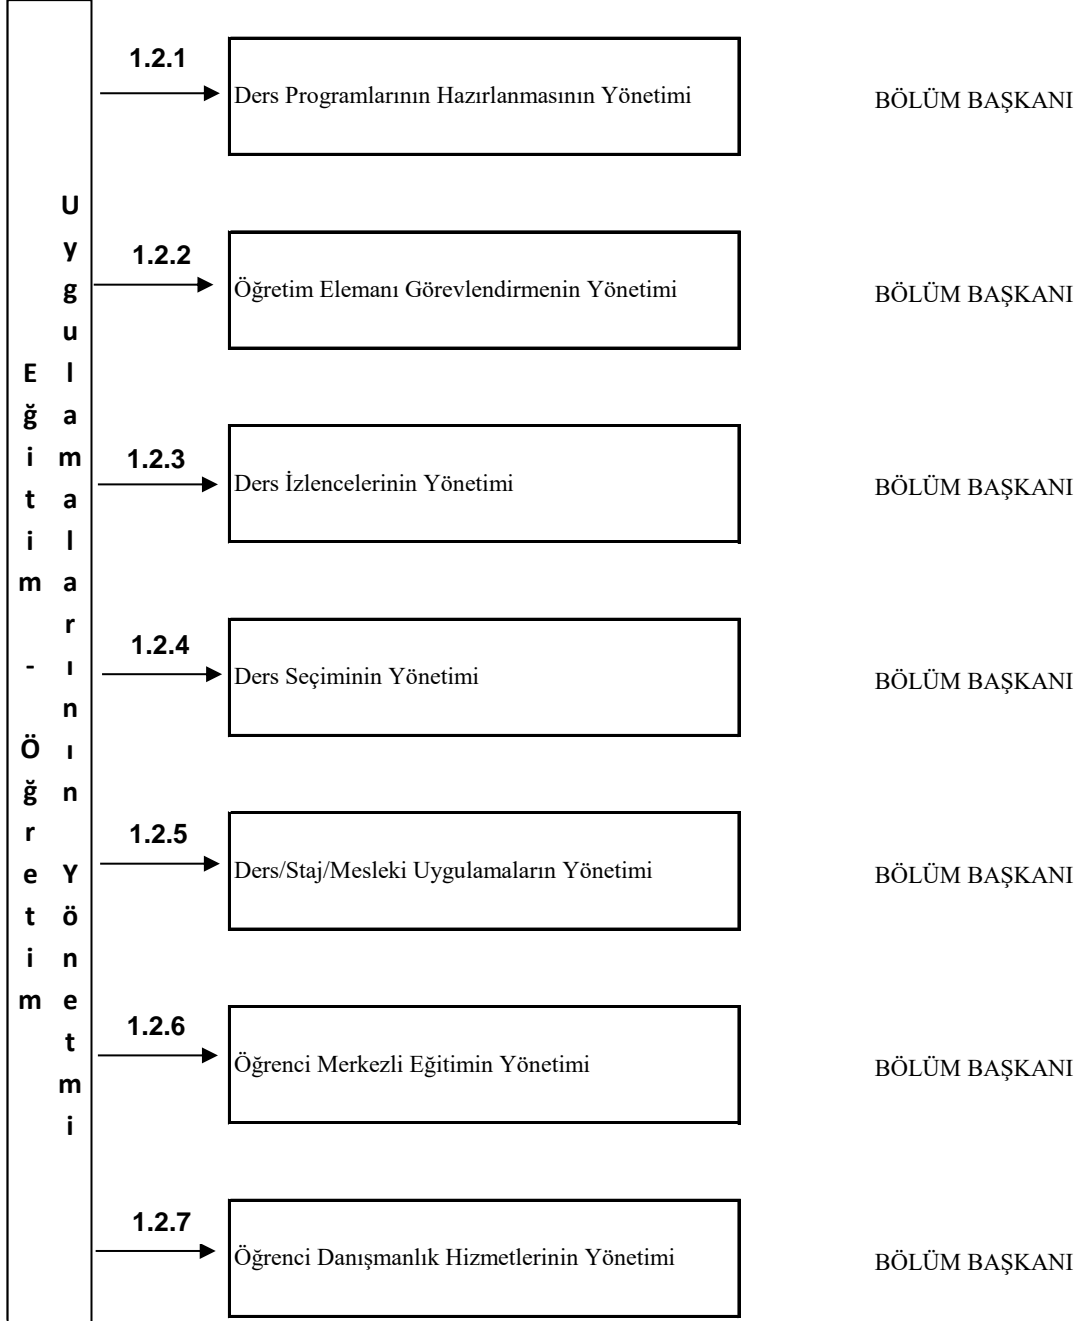 Eğitim - Öğretim
Uygulamalarının Yönetmi
1.2.1
Ders Programlarının Hazırlanmasının Yönetimi
BÖLÜM BAŞKANI
1.2.2
Öğretim Elemanı Görevlendirmenin Yönetimi
BÖLÜM BAŞKANI
1.2.3
Ders İzlencelerinin Yönetimi
BÖLÜM BAŞKANI
1.2.4
Ders Seçiminin Yönetimi
BÖLÜM BAŞKANI
1.2.5
Ders/Staj/Mesleki Uygulamaların Yönetimi
BÖLÜM BAŞKANI
1.2.6
Öğrenci Merkezli Eğitimin Yönetimi
BÖLÜM BAŞKANI
1.2.7
Öğrenci Danışmanlık Hizmetlerinin Yönetimi
BÖLÜM BAŞKANI